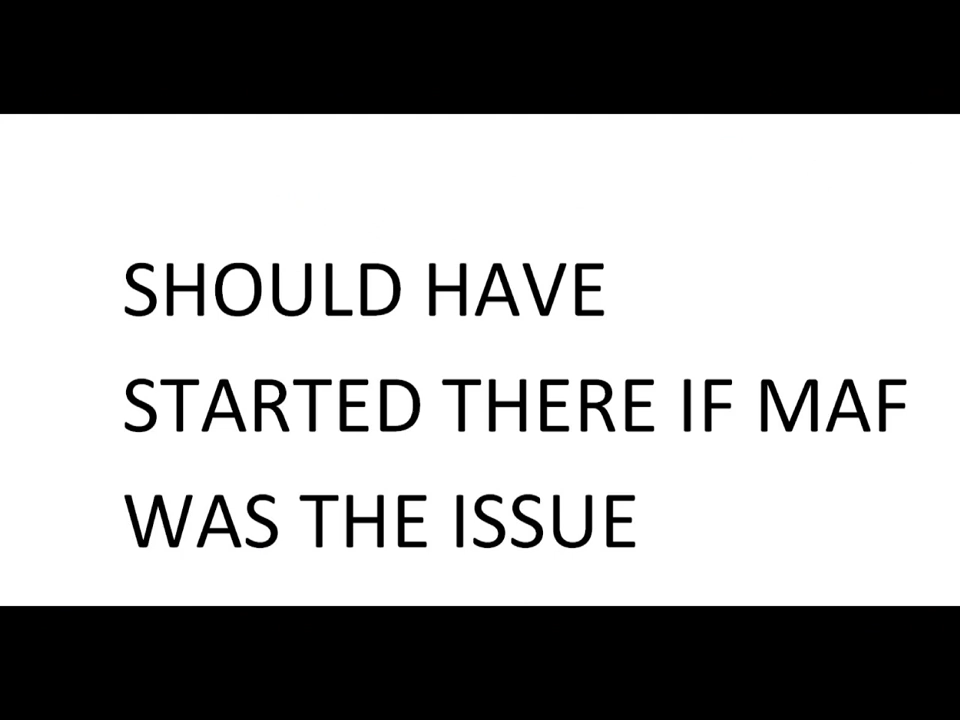 SHOULD HAVE
STARTED THERE IF MAF
WAS THE ISSUE